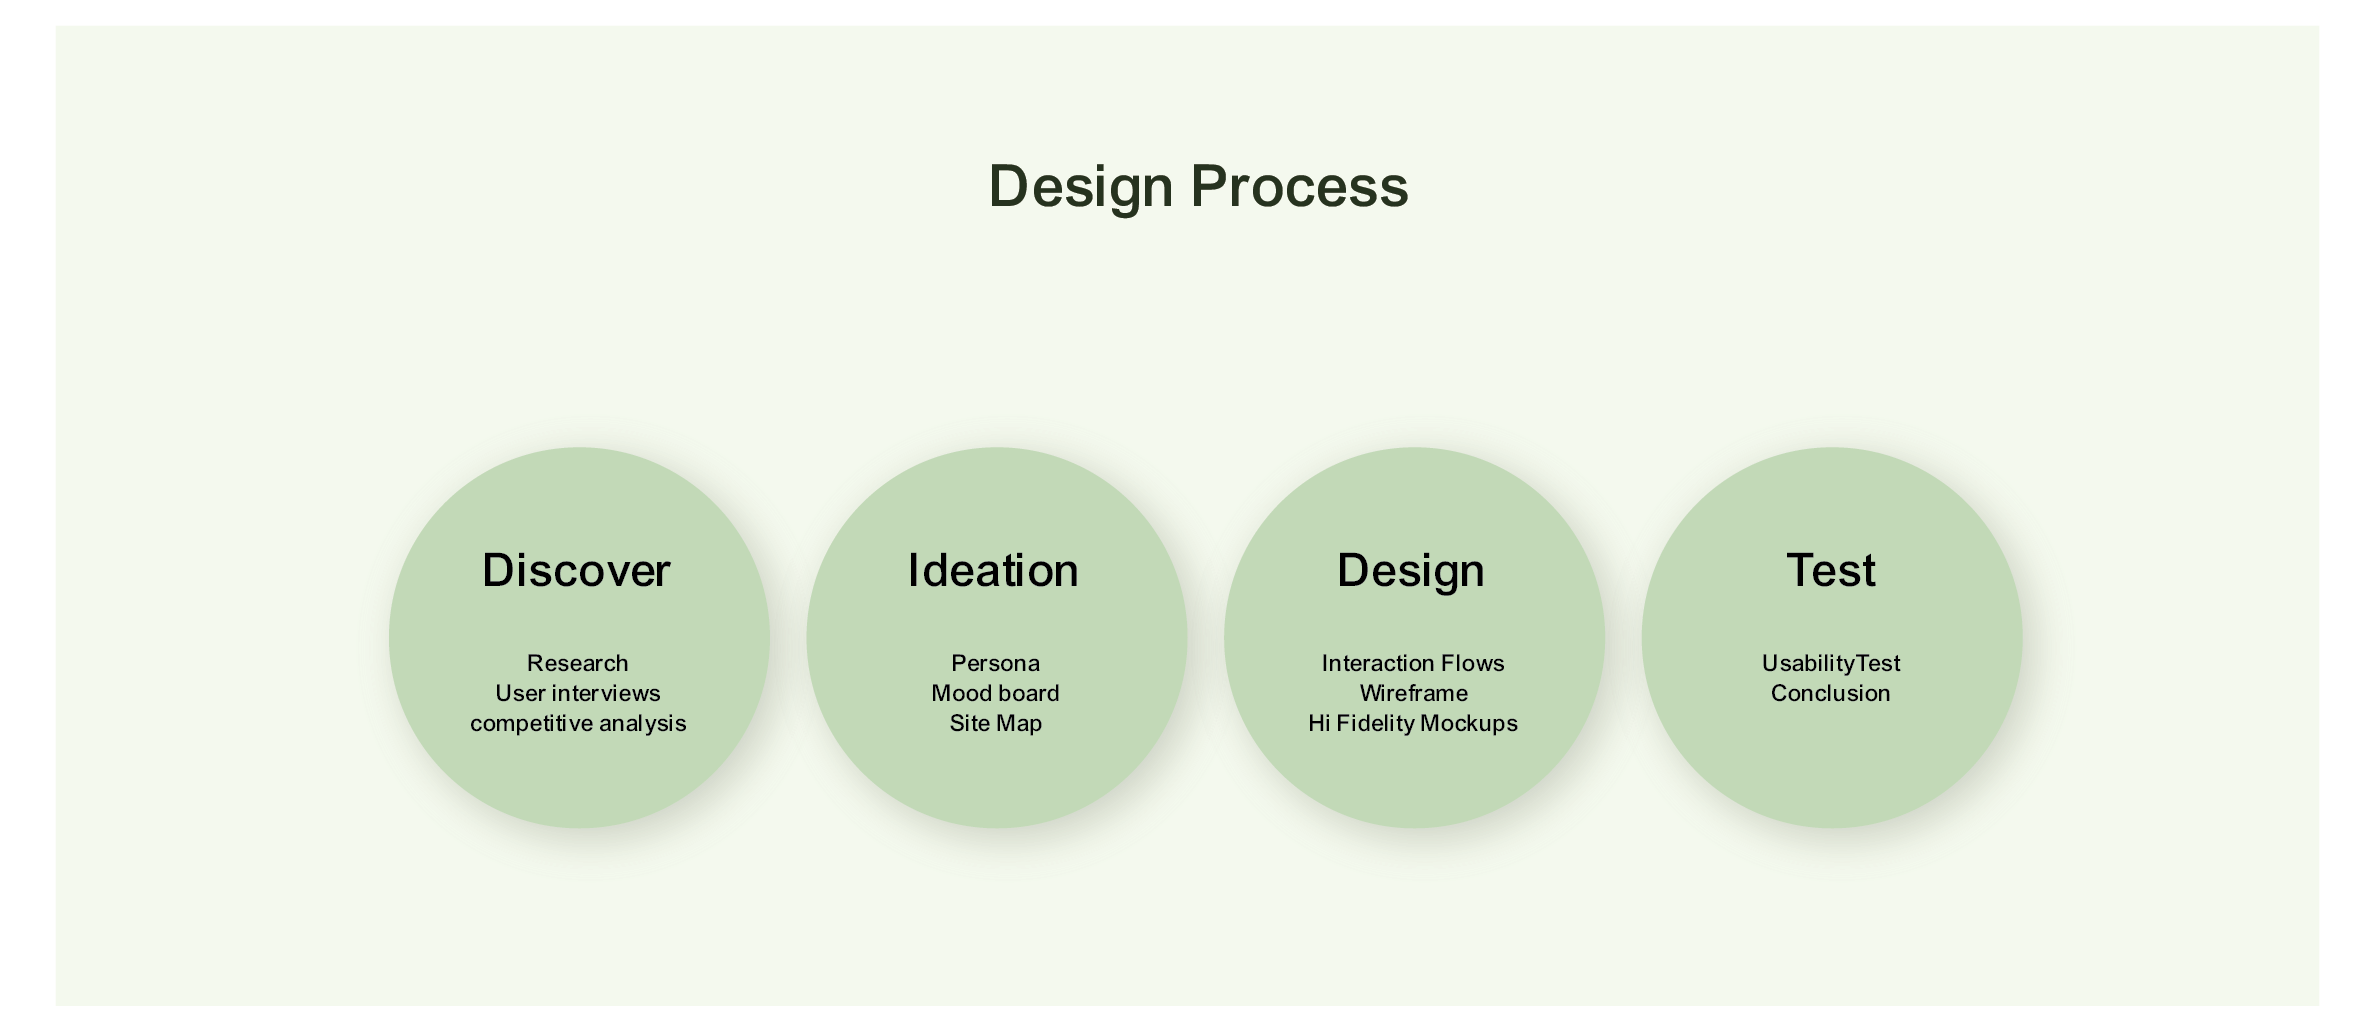 Design Process
Discover
Research
User interviews
competitive analysis
Ideation
Persona
Mood board
Site Map
Design
Interaction Flows
Wireframe
Hi Fidelity Mockups
Test
UsabilityTest
Conclusion